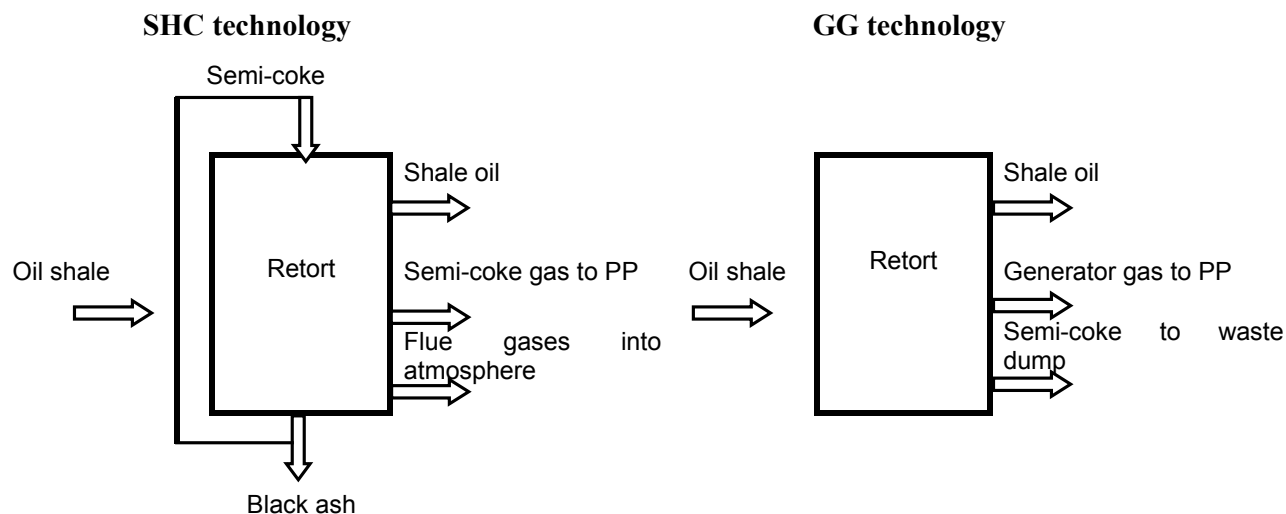 SHC technology
Semi-coke
Shale oil
Retort
Oil shale
Semi-coke gas to PP
Flue gases into
atmosphere
Black ash
GG technology
Shale oil
Retort
Oil shale
Generator gas to PP
Semi-coke to waste
dump